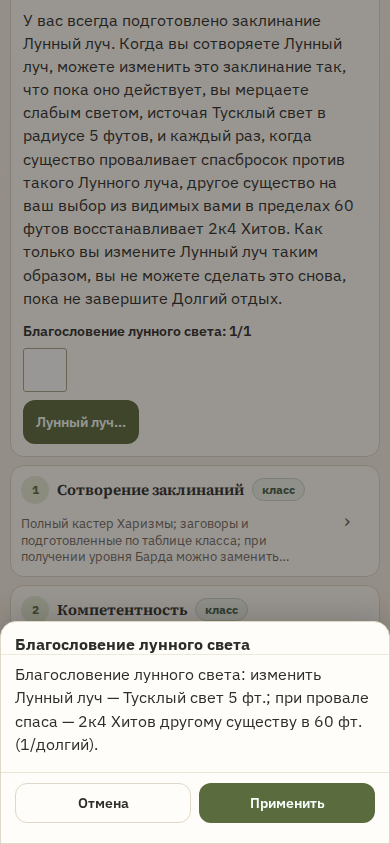 У вас всегда подготовлено заклинание
Лунный луч. Когда вы сотворяете Лунный
луч, можете изменить это заклинание так,
что пока оно действует, вы мерцаете
слабым светом, источая Тусклый свет в
радиусе 5 футов, и каждый раз, когда
существо проваливает спасбросок против
такого Лунного луча, другое существо на
ваш выбор из видимых вами в пределах 60
футов восстанавливает 2к4 Хитов. Как
только вы измените Лунный луч таким
образом, вы не можете сделать это снова,
пока не завершите Долгий отдых.
Благословение лунного света: 1/1
Лунный луч...
1 Сотворение заклинаний класс
Полный кастер Харизмы; заговоры и
подготовленные по таблице класса; при
получении уровня Барда можно заменить...
2 Компетентность класс
Благословение лунного света
Благословение лунного света: изменить
Лунный луч — Тусклый свет 5 фт.; при провале
спаса — 2к4 Хитов другому существу в 60 фт.
(1/долгий).
Отмена Применить